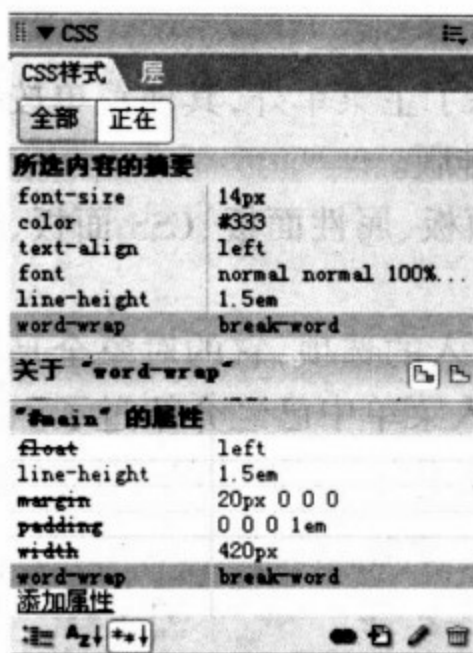 ▼ CSS
CSS样式 层
全部 正在
所选内容的摘要
font-size 14px
color #333
text-align left
font normal normal 100%...
line-height 1.5em
word-wrap break-word
关于 "word-wrap"
"#main" 的属性
float left
line-height 1.5em
margin 20px 0 0 0
padding 0 0 0 1em
width 420px
word-wrap break-word
添加属性
AZ↓ **↓